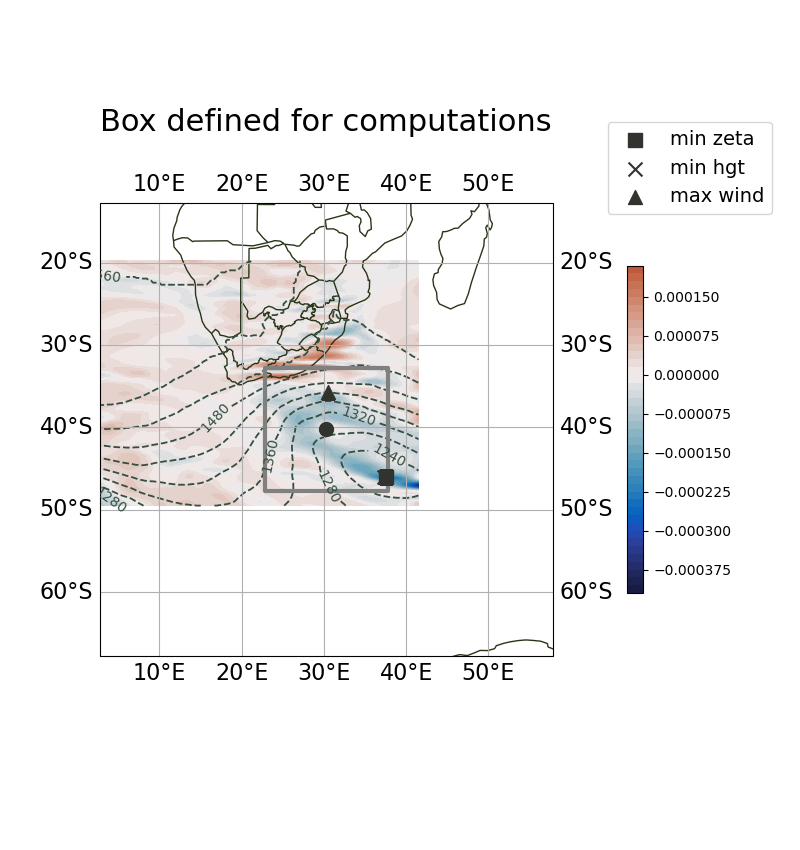 Box defined for computations
min zeta
min hgt
max wind
10°E 20°E 30°E 40°E 50°E
20°S 20°S
30°S 30°S
40°S 40°S
50°S 50°S
60°S 60°S
10°E 20°E 30°E 40°E 50°E
60
1480
1320
1360
1240
1280
1280
0.000150
0.000075
0.000000
−0.000075
−0.000150
−0.000225
−0.000300
−0.000375